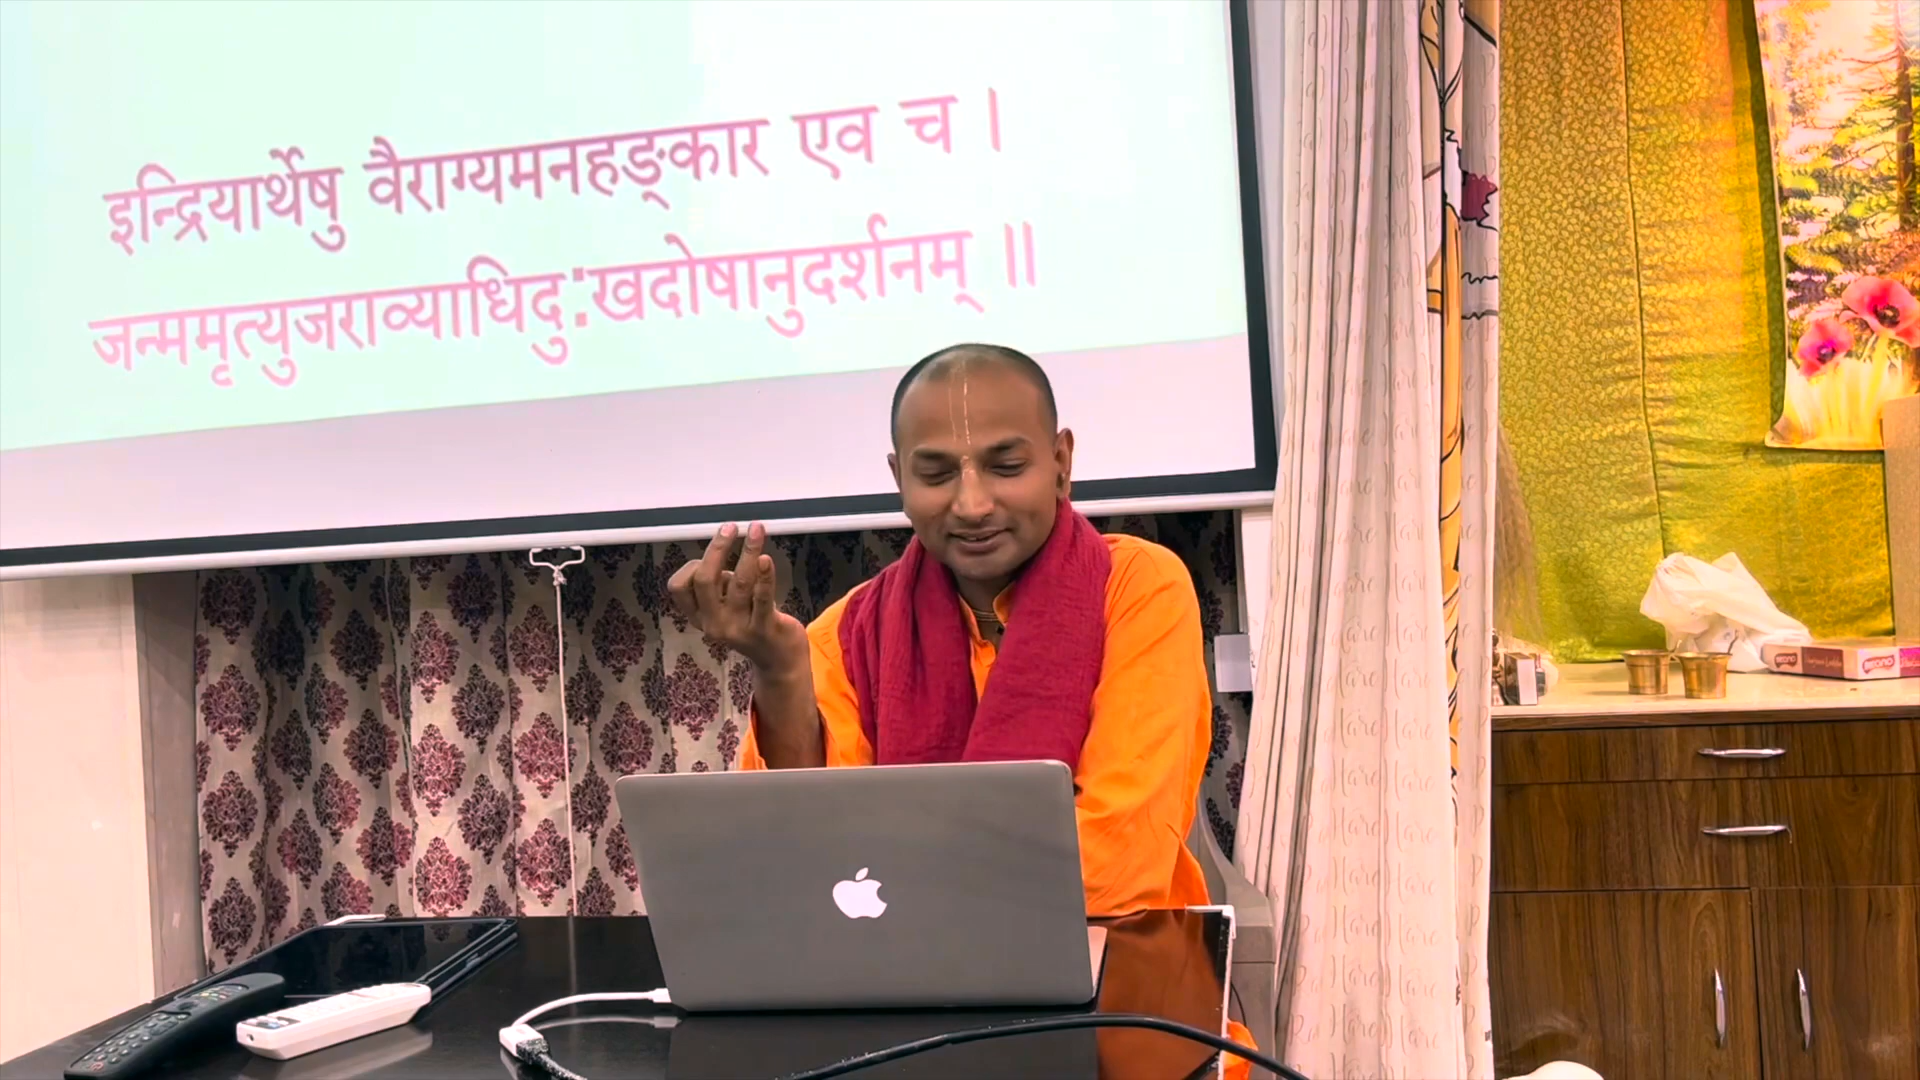 इन्द्रियार्थेषु वैराग्यमनहङ्कार एव च ।
जन्ममृत्युजराव्याधिदु:खदोषानुदर्शनम् ॥